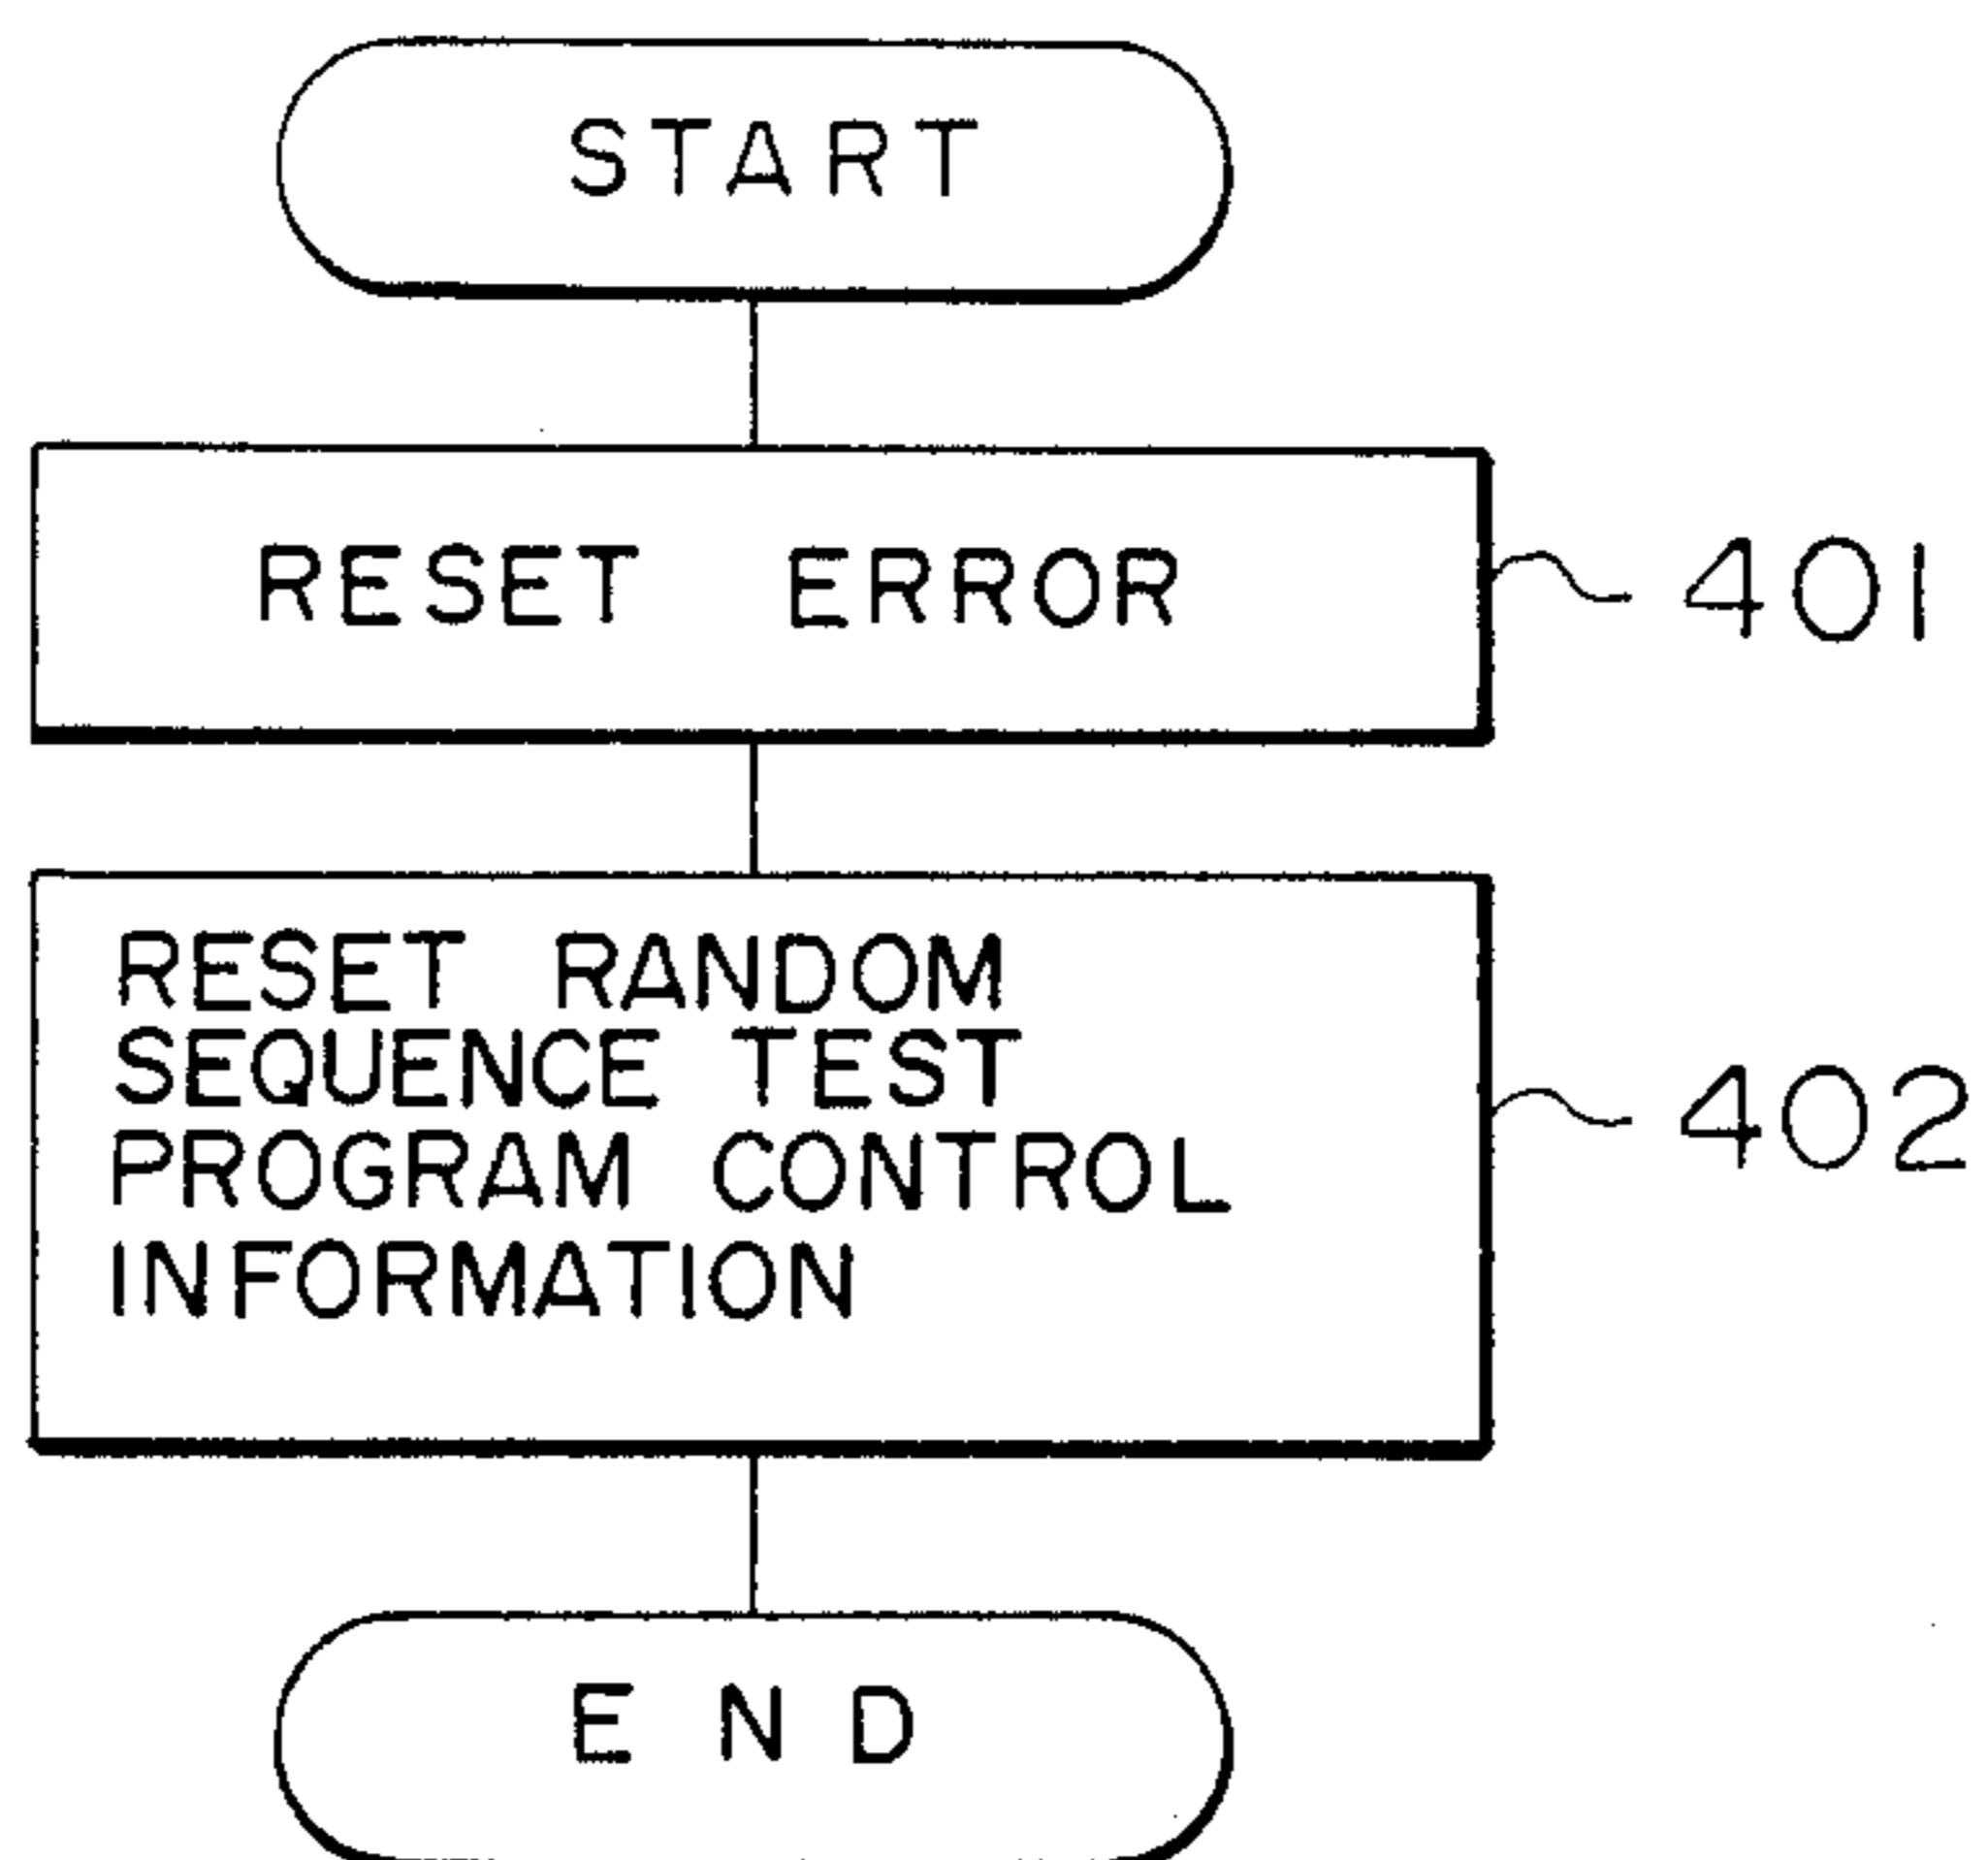 START
RESET ERROR
401
RESET RANDOM
SEQUENCE TEST
PROGRAM CONTROL
INFORMATION
402
END